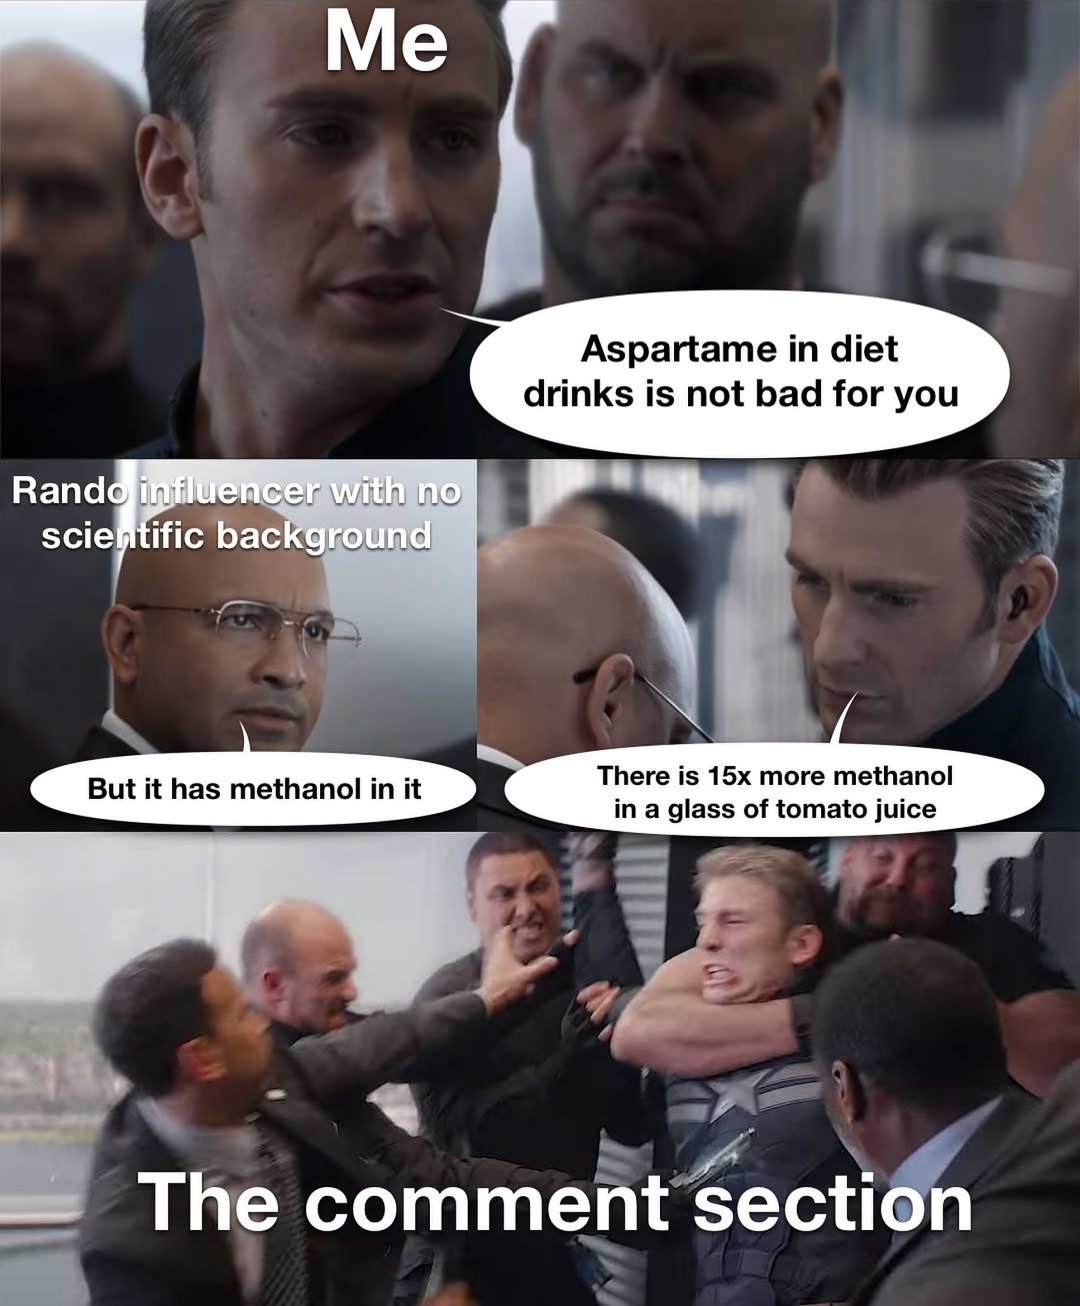 Me
Aspartame in diet
drinks is not bad for you
Rando influencer with no
scientific background
But it has methanol in it
There is 15x more methanol
in a glass of tomato juice
The comment section